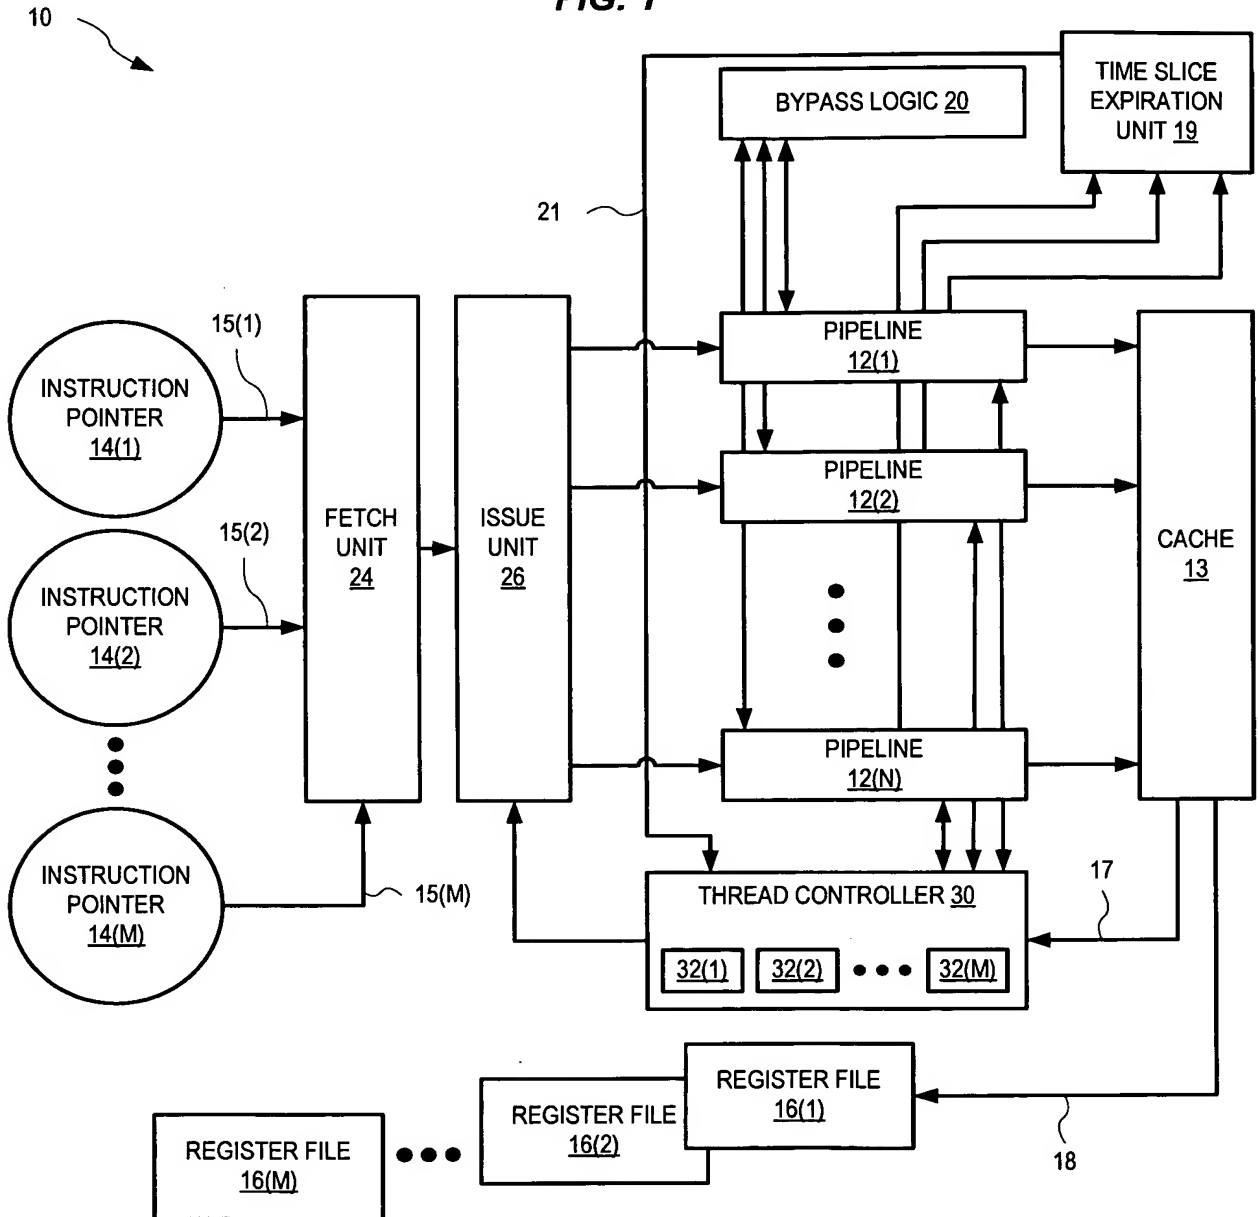 FIG. 1
10
TIME SLICE
EXPIRATION
UNIT 19
BYPASS LOGIC 20
21
15(1)
PIPELINE
12(1)
INSTRUCTION
POINTER
14(1)
PIPELINE
12(2)
FETCH
UNIT
24
ISSUE
UNIT
26
15(2)
CACHE
13
INSTRUCTION
POINTER
14(2)
PIPELINE
12(N)
INSTRUCTION
POINTER
14(M)
15(M)
THREAD CONTROLLER 30
17
32(1)
32(2)
32(M)
REGISTER FILE
16(1)
REGISTER FILE
16(2)
REGISTER FILE
16(M)
18